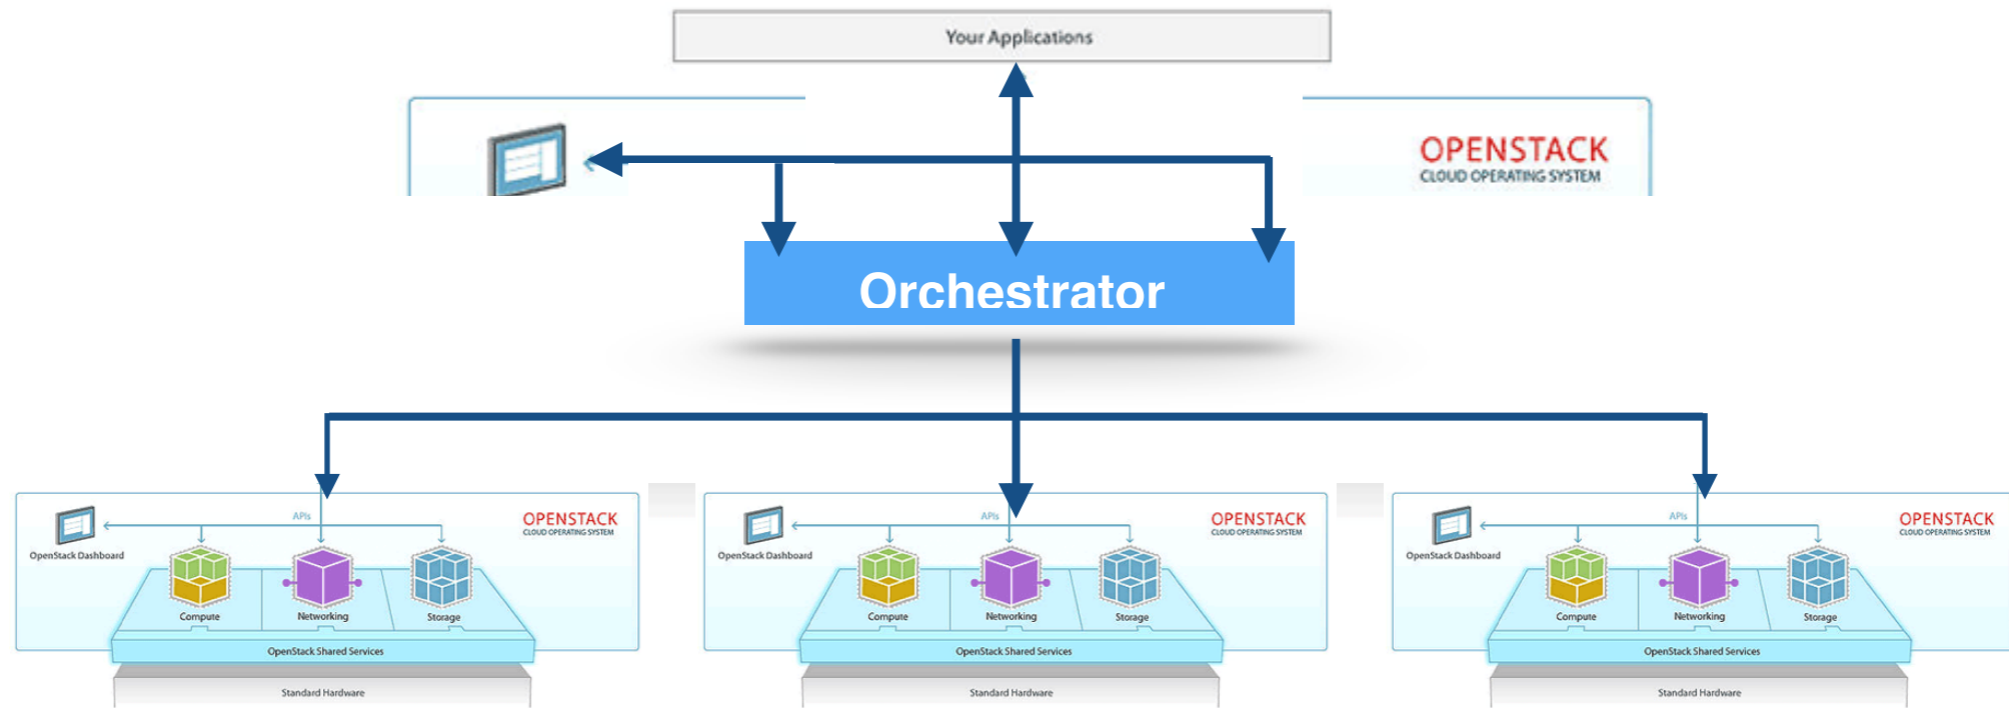 Your Applications
OPENSTACK
CLOUD OPERATING SYSTEM
Orchestrator
APIs
OPENSTACK
CLOUD OPERATING SYSTEM
OpenStack Dashboard
Compute
Networking
Storage
OpenStack Shared Services
Standard Hardware
APIs
OPENSTACK
CLOUD OPERATING SYSTEM
OpenStack Dashboard
Compute
Networking
Storage
OpenStack Shared Services
Standard Hardware
APIs
OPENSTACK
CLOUD OPERATING SYSTEM
OpenStack Dashboard
Compute
Networking
Storage
OpenStack Shared Services
Standard Hardware